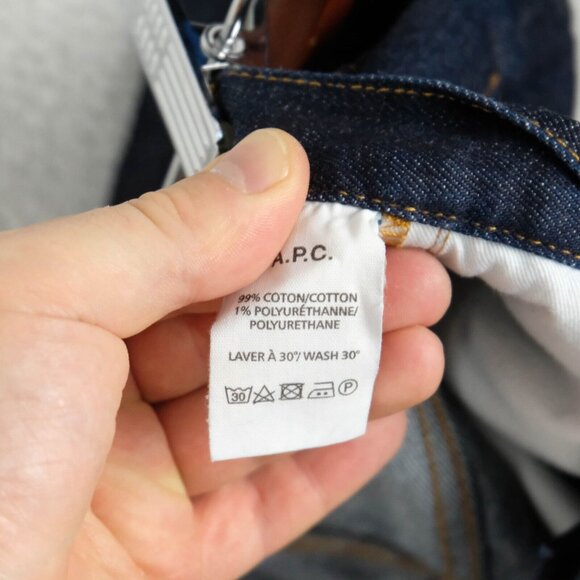 A.P.C.
99% COTON/COTTON
1% POLYURÉTHANNE/
POLYURETHANE
LAVER À 30°/ WASH 30°
30 P